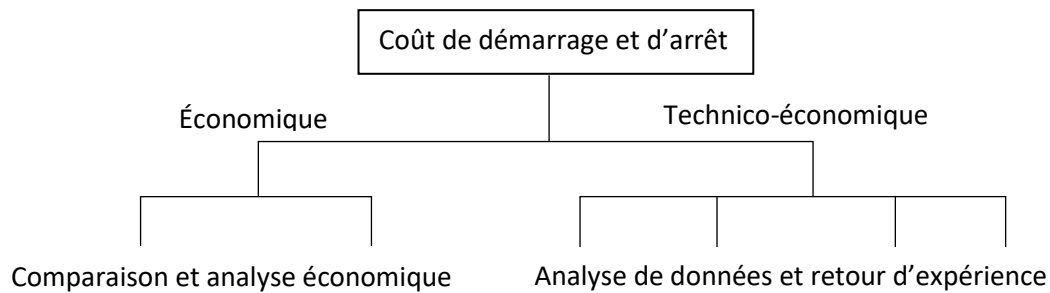 Coût de démarrage et d’arrêt
Économique
Technico-économique
Comparaison et analyse économique
Analyse de données et retour d’expérience